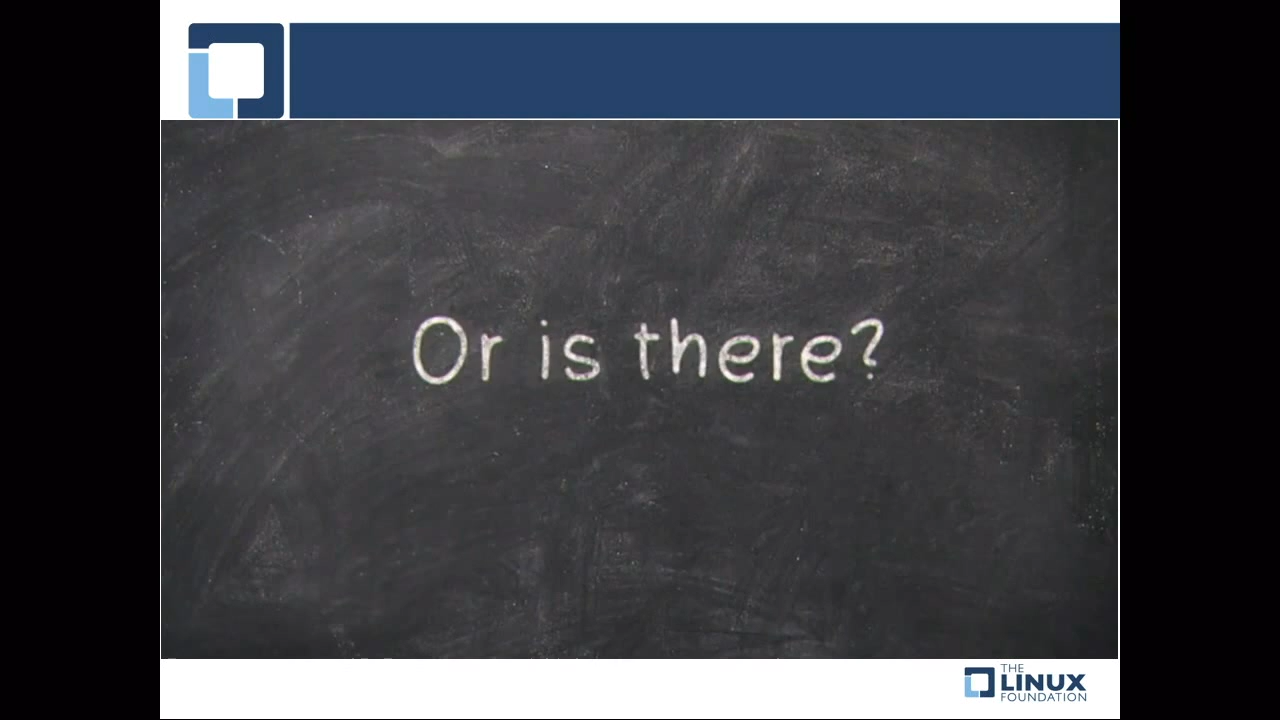 Or is there?
THE
LINUX
FOUNDATION